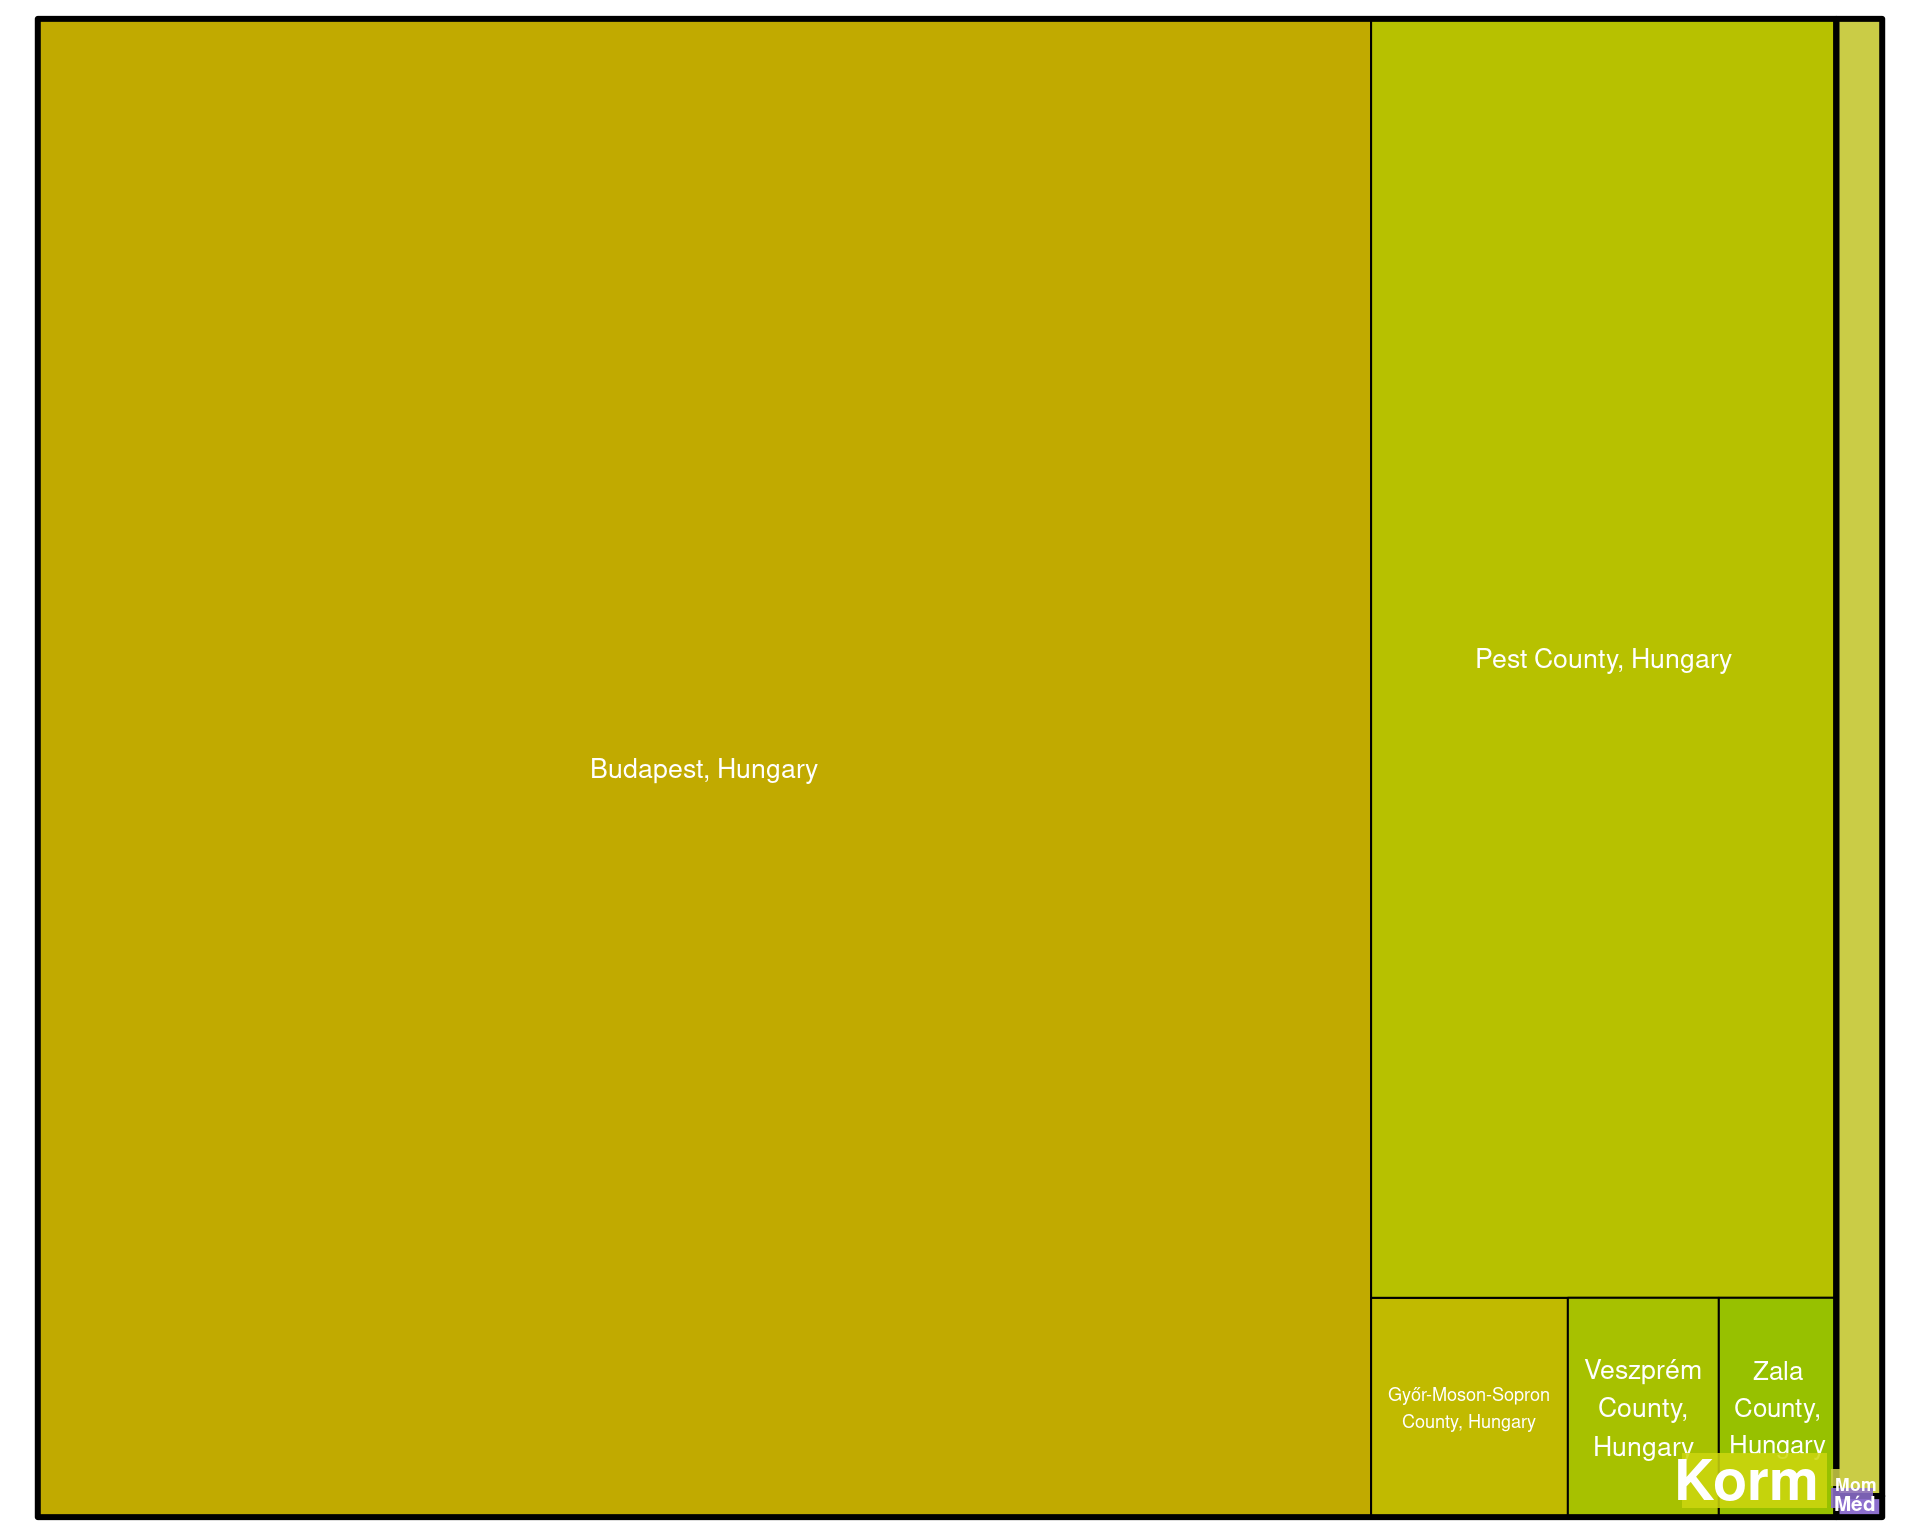 Budapest, Hungary
Pest County, Hungary
Győr-Moson-Sopron
County, Hungary
Veszprém
County,
Hungary
Zala
County,
Hungary
Korm
Mom
Méd